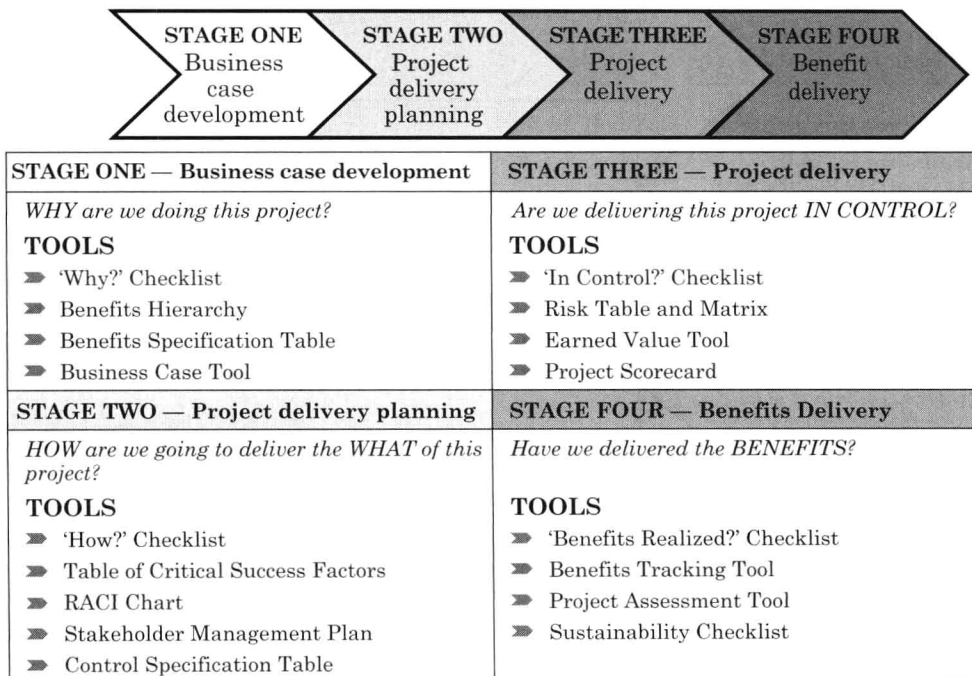 STAGE ONE
Business
case
development
STAGE TWO
Project
delivery
planning
STAGE THREE
Project
delivery
STAGE FOUR
Benefit
delivery
STAGE ONE — Business case development
WHY are we doing this project?
TOOLS
'Why?' Checklist
Benefits Hierarchy
Benefits Specification Table
Business Case Tool
STAGE THREE — Project delivery
Are we delivering this project IN CONTROL?
TOOLS
'In Control?' Checklist
Risk Table and Matrix
Earned Value Tool
Project Scorecard
STAGE TWO — Project delivery planning
HOW are we going to deliver the WHAT of this
project?
TOOLS
'How?' Checklist
Table of Critical Success Factors
RACI Chart
Stakeholder Management Plan
Control Specification Table
STAGE FOUR — Benefits Delivery
Have we delivered the BENEFITS?
TOOLS
'Benefits Realized?' Checklist
Benefits Tracking Tool
Project Assessment Tool
Sustainability Checklist